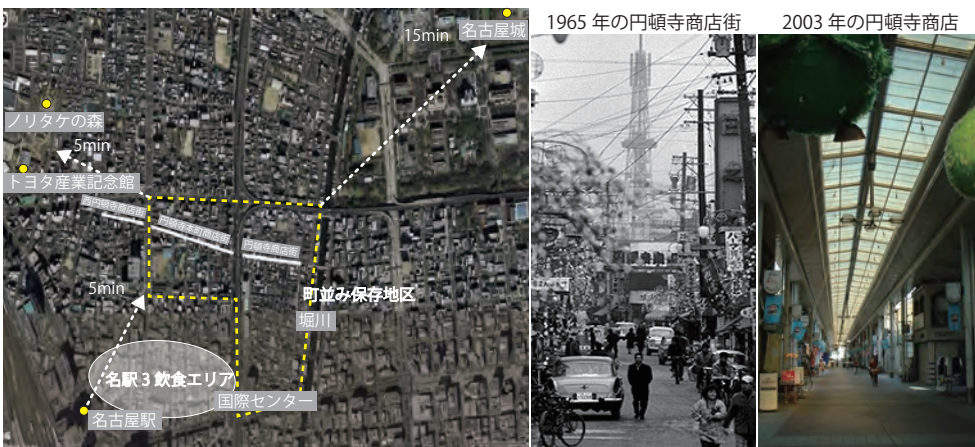 15min
名古屋城
ノリタケの森
5min
トヨタ産業記念館
西円頓寺商店街
円頓寺本町商店街
円頓寺商店街
5min
町並み保存地区
堀川
名駅3飲食エリア
国際センター
名古屋駅
1965 年の円頓寺商店街
2003 年の円頓寺商店